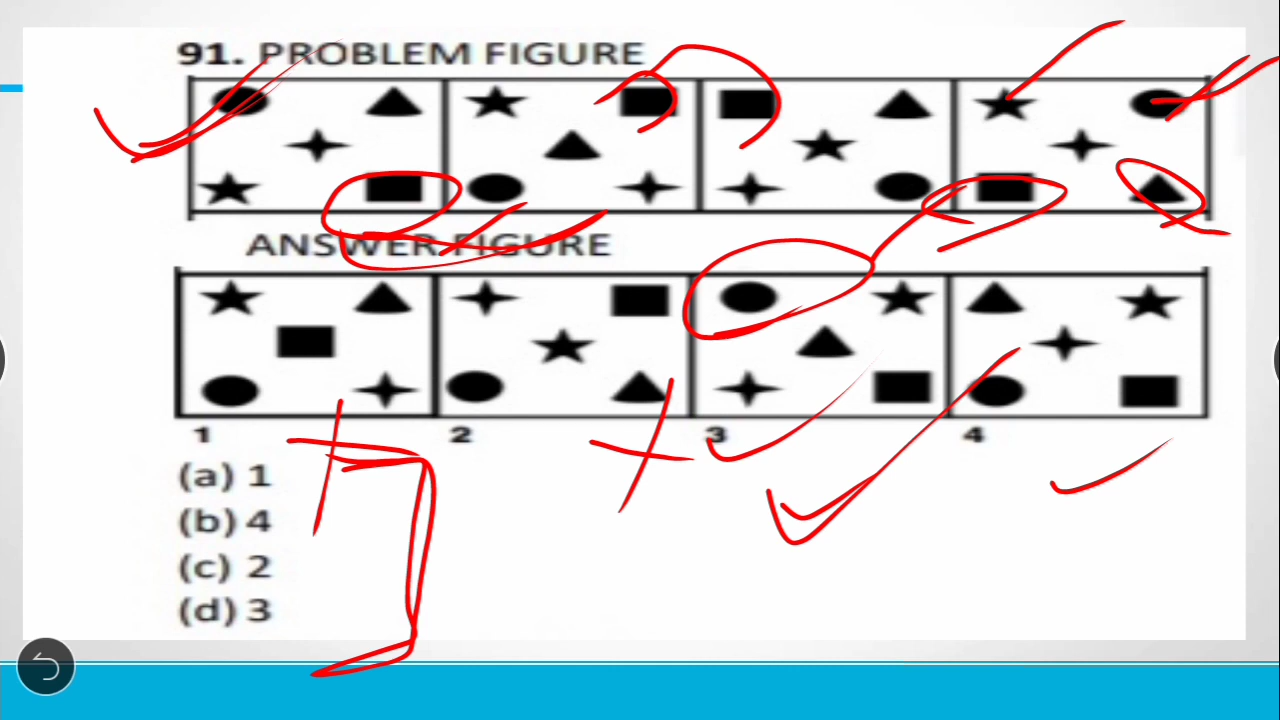 91. PROBLEM FIGURE
ANSWER FIGURE
1 2 3 4
(a) 1
(b) 4
(c) 2
(d) 3